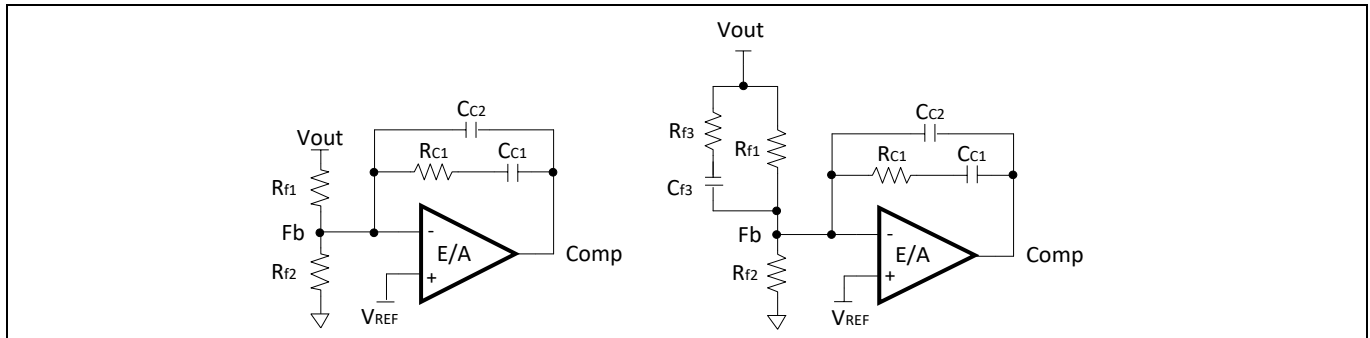 Vout
Rf1
Fb
Rf2
CC2
RC1
CC1
-
E/A
+
VREF
Comp
Vout
Rf3
Rf1
Cf3
Fb
Rf2
CC2
RC1
CC1
-
E/A
+
VREF
Comp